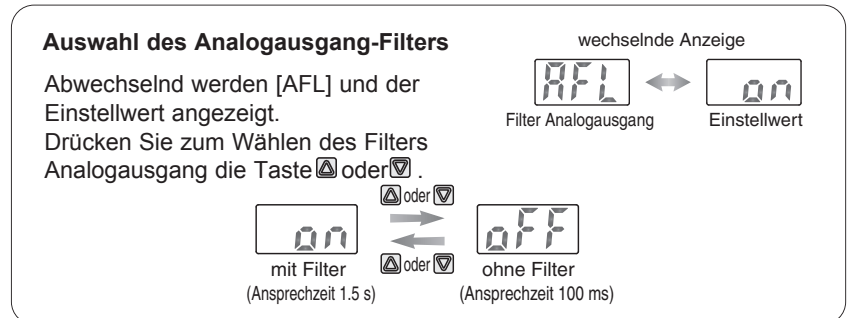 Auswahl des Analogausgang-Filters
wechselnde Anzeige
Abwechselnd werden [AFL] und der
Einstellwert angezeigt.
Drücken Sie zum Wählen des Filters
Analogausgang die Taste oder .
AFL
on
Filter Analogausgang
Einstellwert
oder
on
oFF
oder
mit Filter
ohne Filter
(Ansprechzeit 1.5 s)
(Ansprechzeit 100 ms)